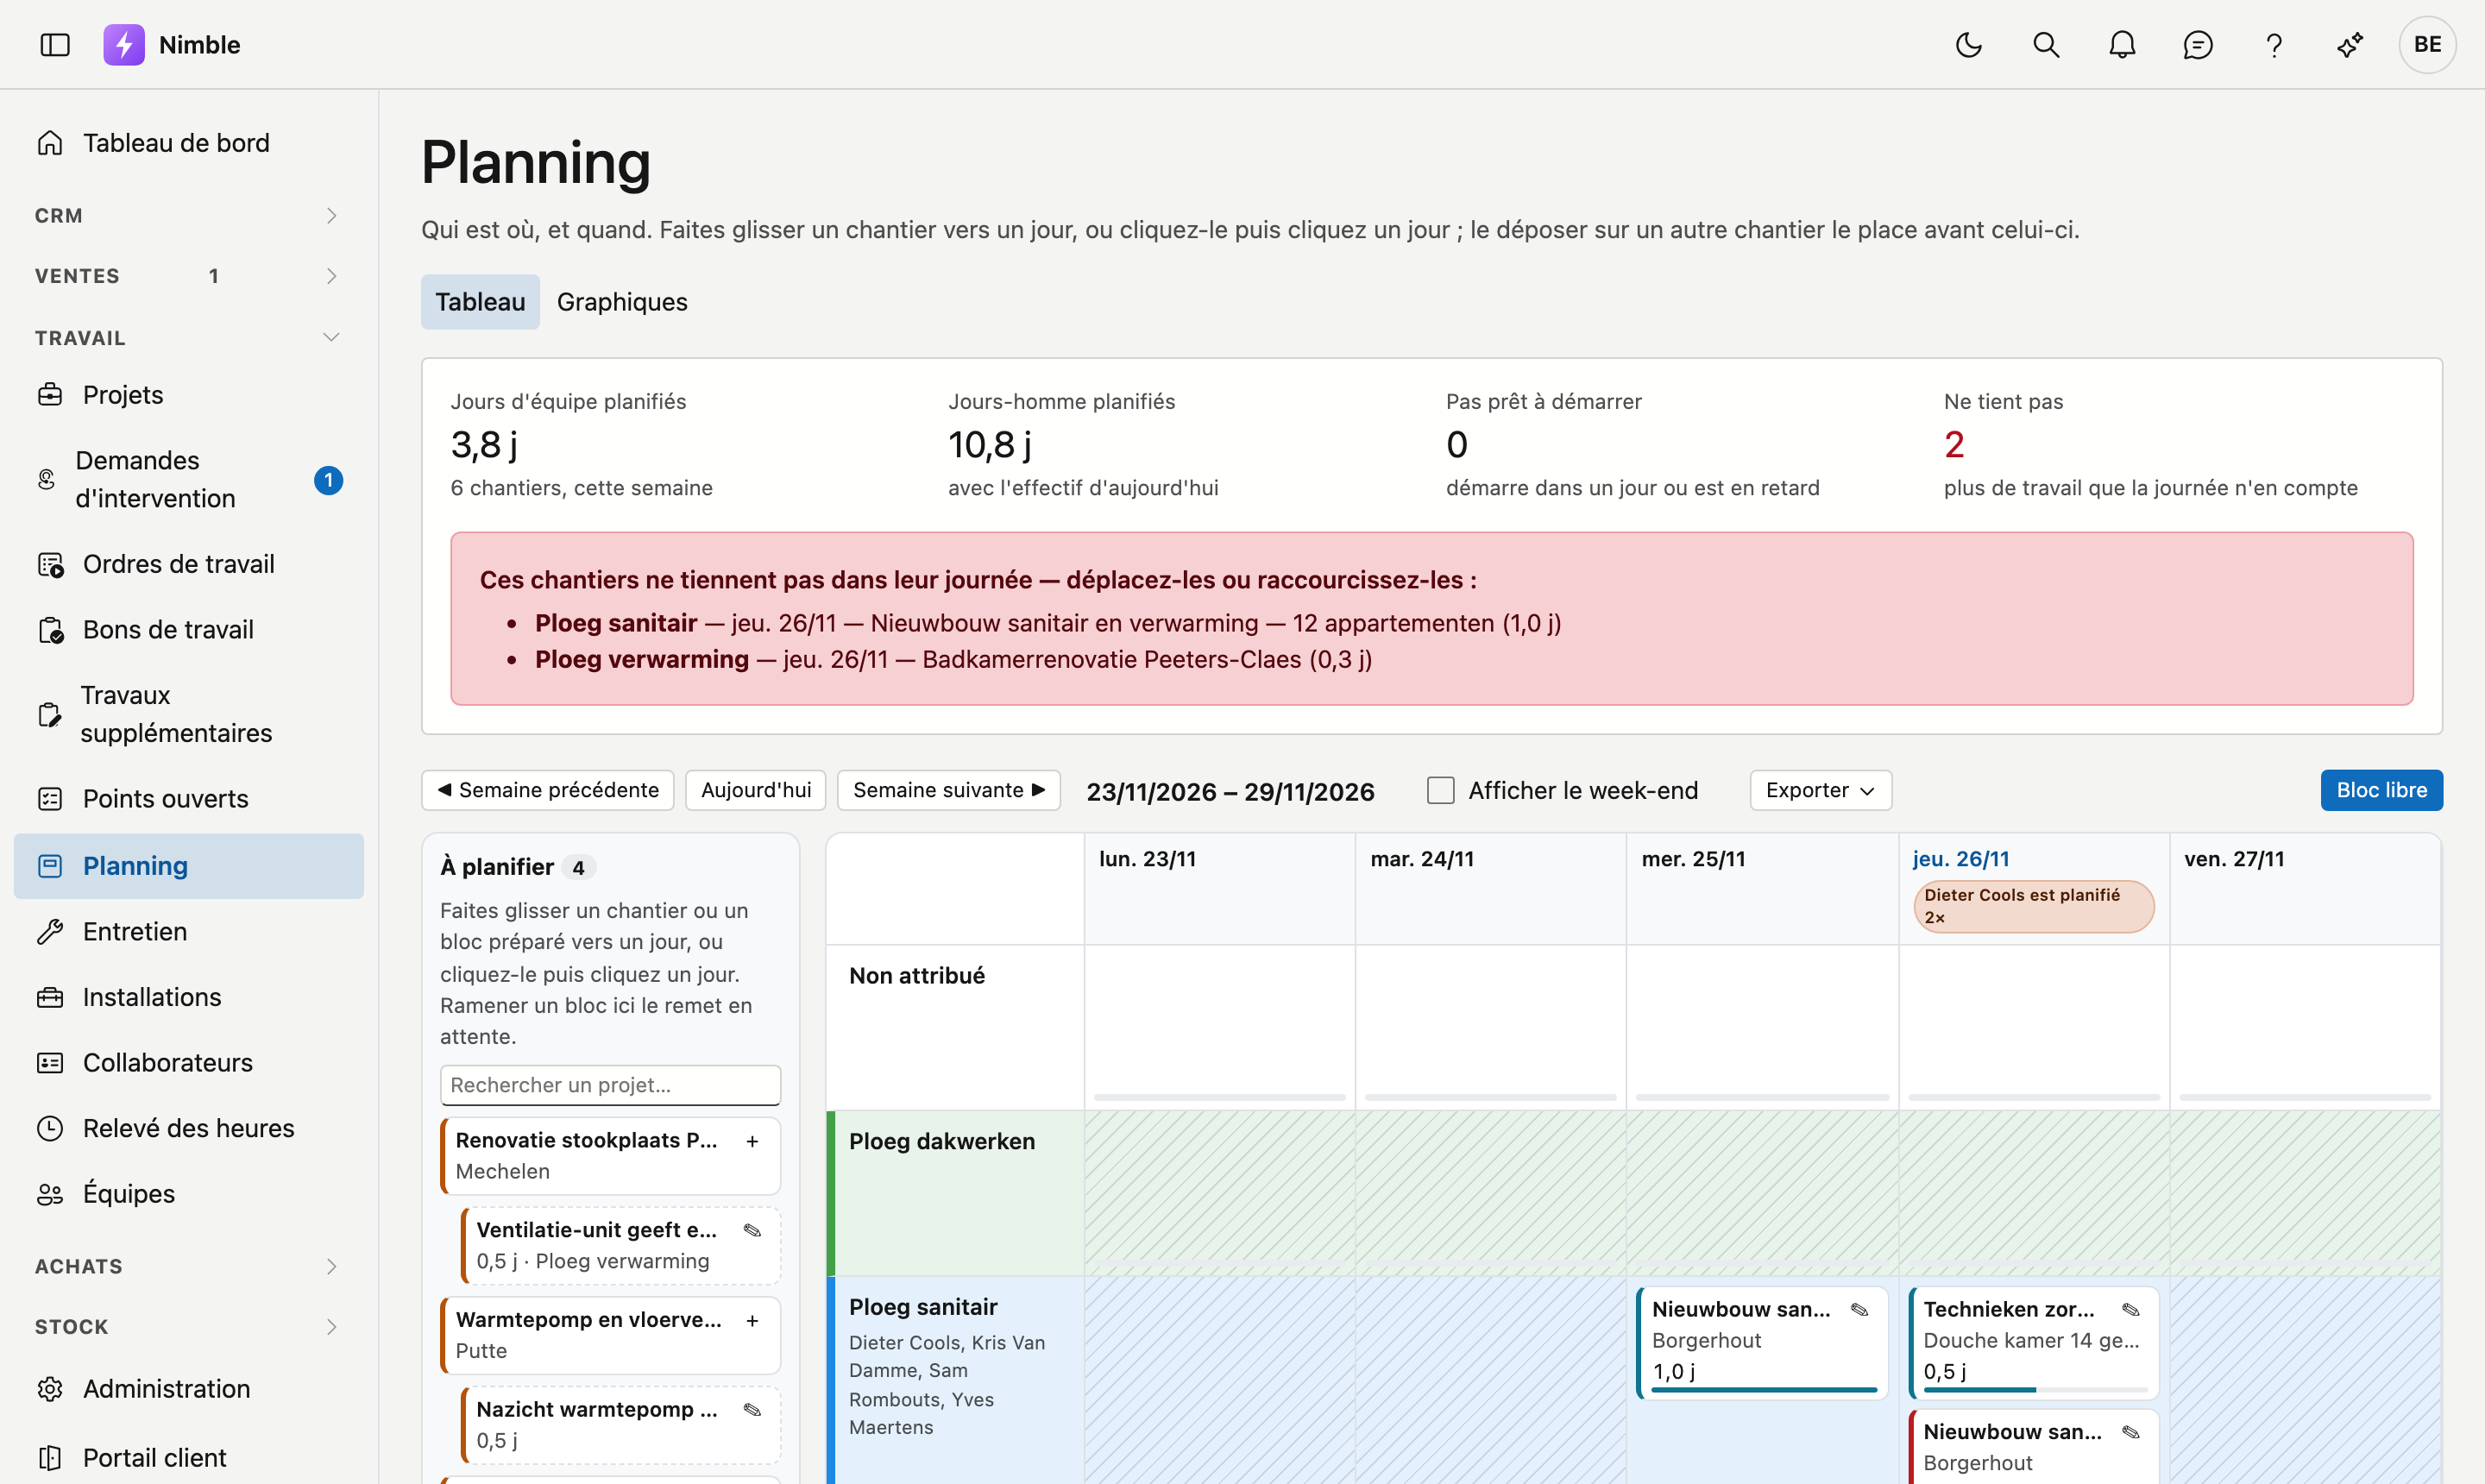 Nimble
BE
Tableau de bord
CRM
VENTES 1
TRAVAIL
Projets
Demandes
d'intervention
1
Ordres de travail
Bons de travail
Travaux
supplémentaires
Points ouverts
Planning
Entretien
Installations
Collaborateurs
Relevé des heures
Équipes
ACHATS
STOCK
Administration
Portail client
Planning
Qui est où, et quand. Faites glisser un chantier vers un jour, ou cliquez-le puis cliquez un jour ; le déposer sur un autre chantier le place avant celui-ci.
Tableau Graphiques
Jours d'équipe planifiés
3,8 j
6 chantiers, cette semaine
Jours-homme planifiés
10,8 j
avec l'effectif d'aujourd'hui
Pas prêt à démarrer
0
démarre dans un jour ou est en retard
Ne tient pas
2
plus de travail que la journée n'en compte
Ces chantiers ne tiennent pas dans leur journée — déplacez-les ou raccourcissez-les :
• Ploeg sanitair — jeu. 26/11 — Nieuwbouw sanitair en verwarming — 12 appartementen (1,0 j)
• Ploeg verwarming — jeu. 26/11 — Badkamerrenovatie Peeters-Claes (0,3 j)
Semaine précédente Aujourd'hui Semaine suivante 23/11/2026 – 29/11/2026 Afficher le week-end Exporter Bloc libre
À planifier 4
Faites glisser un chantier ou un
bloc préparé vers un jour, ou
cliquez-le puis cliquez un jour.
Ramener un bloc ici le remet en
attente.
Rechercher un projet...
Renovatie stookplaats P... +
Mechelen
Ventilatie-unit geeft e...
0,5 j · Ploeg verwarming
Warmtepomp en vloerve... +
Putte
Nazicht warmtepomp ...
0,5 j
lun. 23/11 mar. 24/11 mer. 25/11 jeu. 26/11 ven. 27/11
Dieter Cools est planifié
2×
Non attribué
Ploeg dakwerken
Ploeg sanitair
Dieter Cools, Kris Van
Damme, Sam
Rombouts, Yves
Maertens
Nieuwbouw san...
Borgerhout
1,0 j
Technieken zor...
Douche kamer 14 ge...
0,5 j
Nieuwbouw san...
Borgerhout